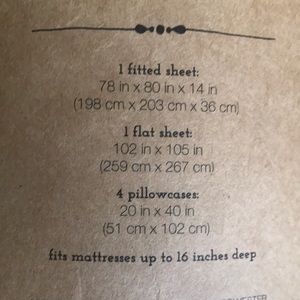 1 fitted sheet:
78 in x 80 in x 14 in
(198 cm x 203 cm x 36 cm)
1 flat sheet:
102 in x 105 in
(259 cm x 267 cm)
4 pillowcases:
20 in x 40 in
(51 cm x 102 cm)
fits mattresses up to 16 inches deep